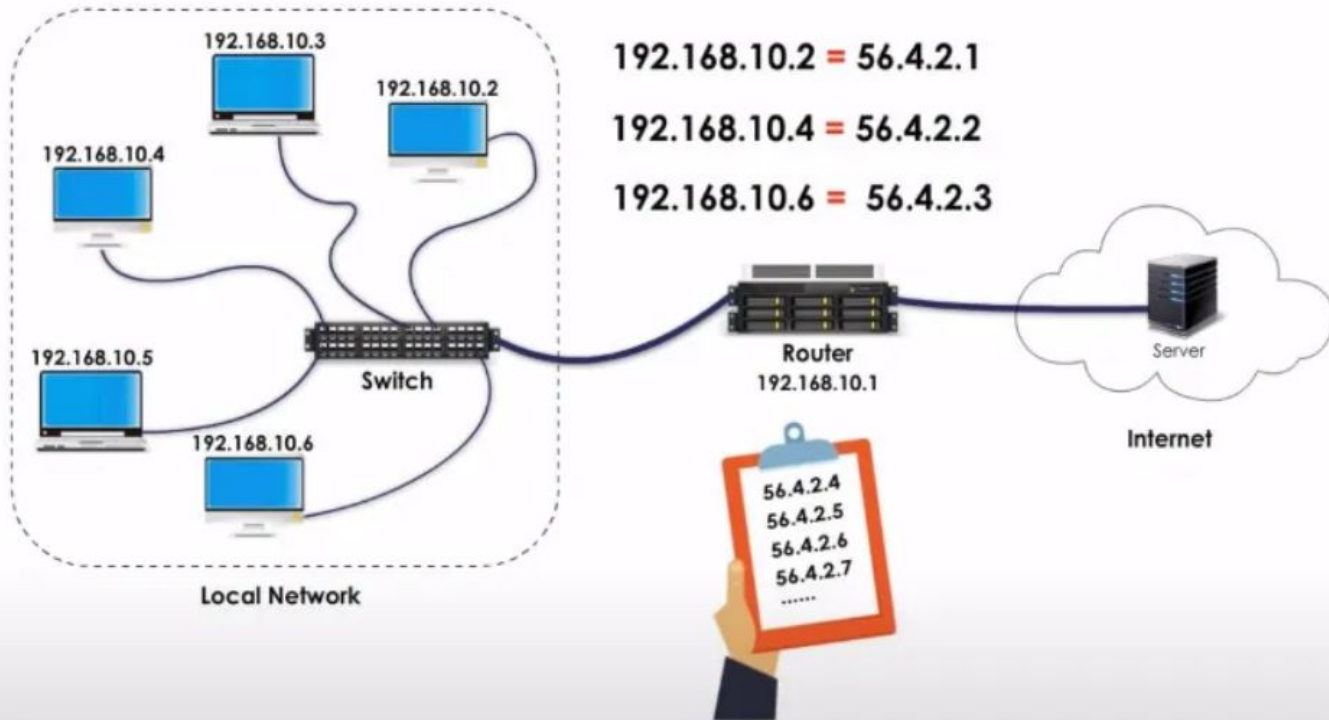 192.168.10.3
192.168.10.2
192.168.10.4
192.168.10.5
192.168.10.6
Switch
Local Network
192.168.10.2 = 56.4.2.1
192.168.10.4 = 56.4.2.2
192.168.10.6 = 56.4.2.3
Router
192.168.10.1
Server
Internet
56.4.2.4
56.4.2.5
56.4.2.6
56.4.2.7
......